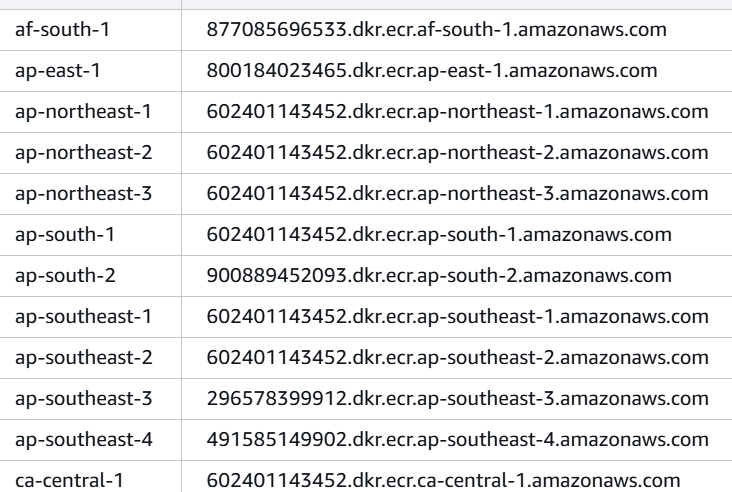 af-south-1 877085696533.dkr.ecr.af-south-1.amazonaws.com
ap-east-1 800184023465.dkr.ecr.ap-east-1.amazonaws.com
ap-northeast-1 602401143452.dkr.ecr.ap-northeast-1.amazonaws.com
ap-northeast-2 602401143452.dkr.ecr.ap-northeast-2.amazonaws.com
ap-northeast-3 602401143452.dkr.ecr.ap-northeast-3.amazonaws.com
ap-south-1 602401143452.dkr.ecr.ap-south-1.amazonaws.com
ap-south-2 900889452093.dkr.ecr.ap-south-2.amazonaws.com
ap-southeast-1 602401143452.dkr.ecr.ap-southeast-1.amazonaws.com
ap-southeast-2 602401143452.dkr.ecr.ap-southeast-2.amazonaws.com
ap-southeast-3 296578399912.dkr.ecr.ap-southeast-3.amazonaws.com
ap-southeast-4 491585149902.dkr.ecr.ap-southeast-4.amazonaws.com
ca-central-1 602401143452.dkr.ecr.ca-central-1.amazonaws.com